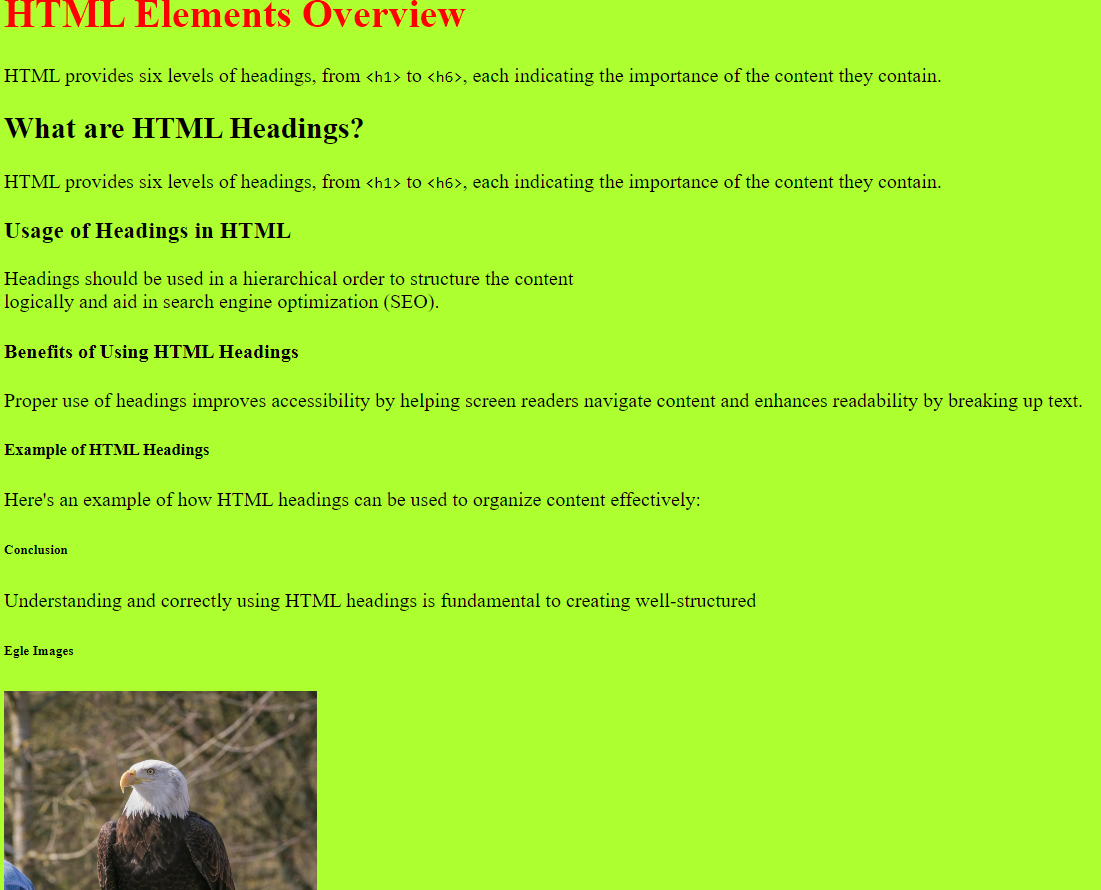 HTML Elements Overview
HTML provides six levels of headings, from <h1> to <h6>, each indicating the importance of the content they contain.
What are HTML Headings?
HTML provides six levels of headings, from <h1> to <h6>, each indicating the importance of the content they contain.
Usage of Headings in HTML
Headings should be used in a hierarchical order to structure the content
logically and aid in search engine optimization (SEO).
Benefits of Using HTML Headings
Proper use of headings improves accessibility by helping screen readers navigate content and enhances readability by breaking up text.
Example of HTML Headings
Here's an example of how HTML headings can be used to organize content effectively:
Conclusion
Understanding and correctly using HTML headings is fundamental to creating well-structured
Egle Images